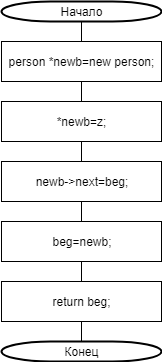 Начало
person *newb=new person;
*newb=z;
newb->next=beg;
beg=newb;
return beg;
Конец